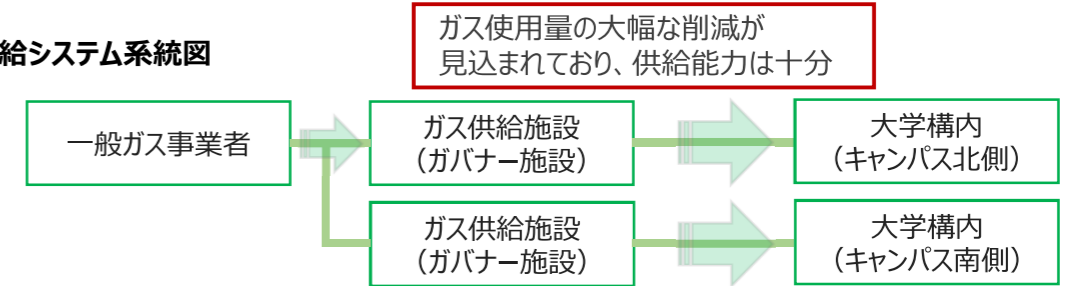 給システム系統図
ガス使用量の大幅な削減が
見込まれており、供給能力は十分
一般ガス事業者
ガス供給施設
(ガバナー施設)
大学構内
(キャンパス北側)
ガス供給施設
(ガバナー施設)
大学構内
(キャンパス南側)